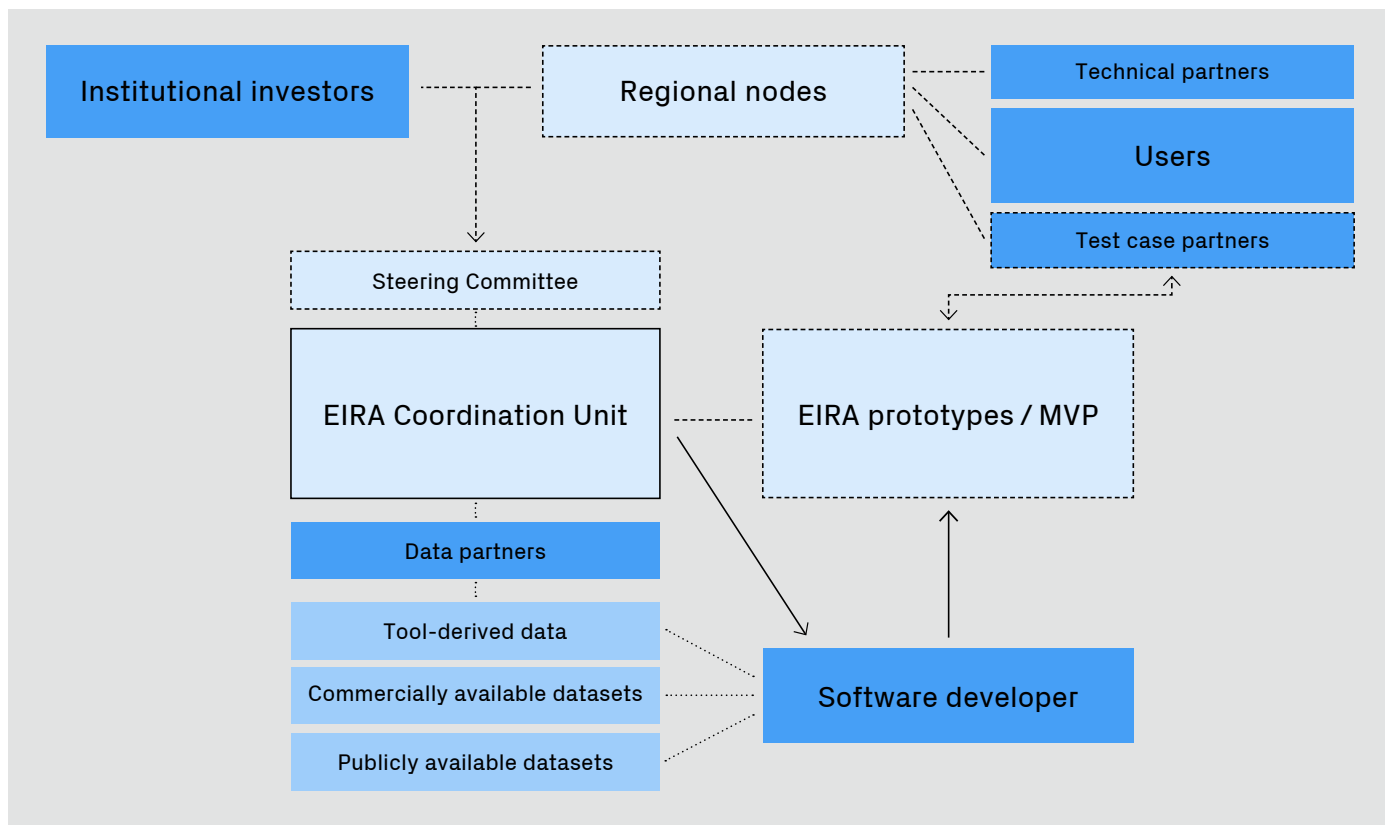 Institutional investors
Regional nodes
Technical partners
Users
Test case partners
Steering Committee
EIRA Coordination Unit
EIRA prototypes / MVP
Data partners
Tool-derived data
Commercially available datasets
Publicly available datasets
Software developer